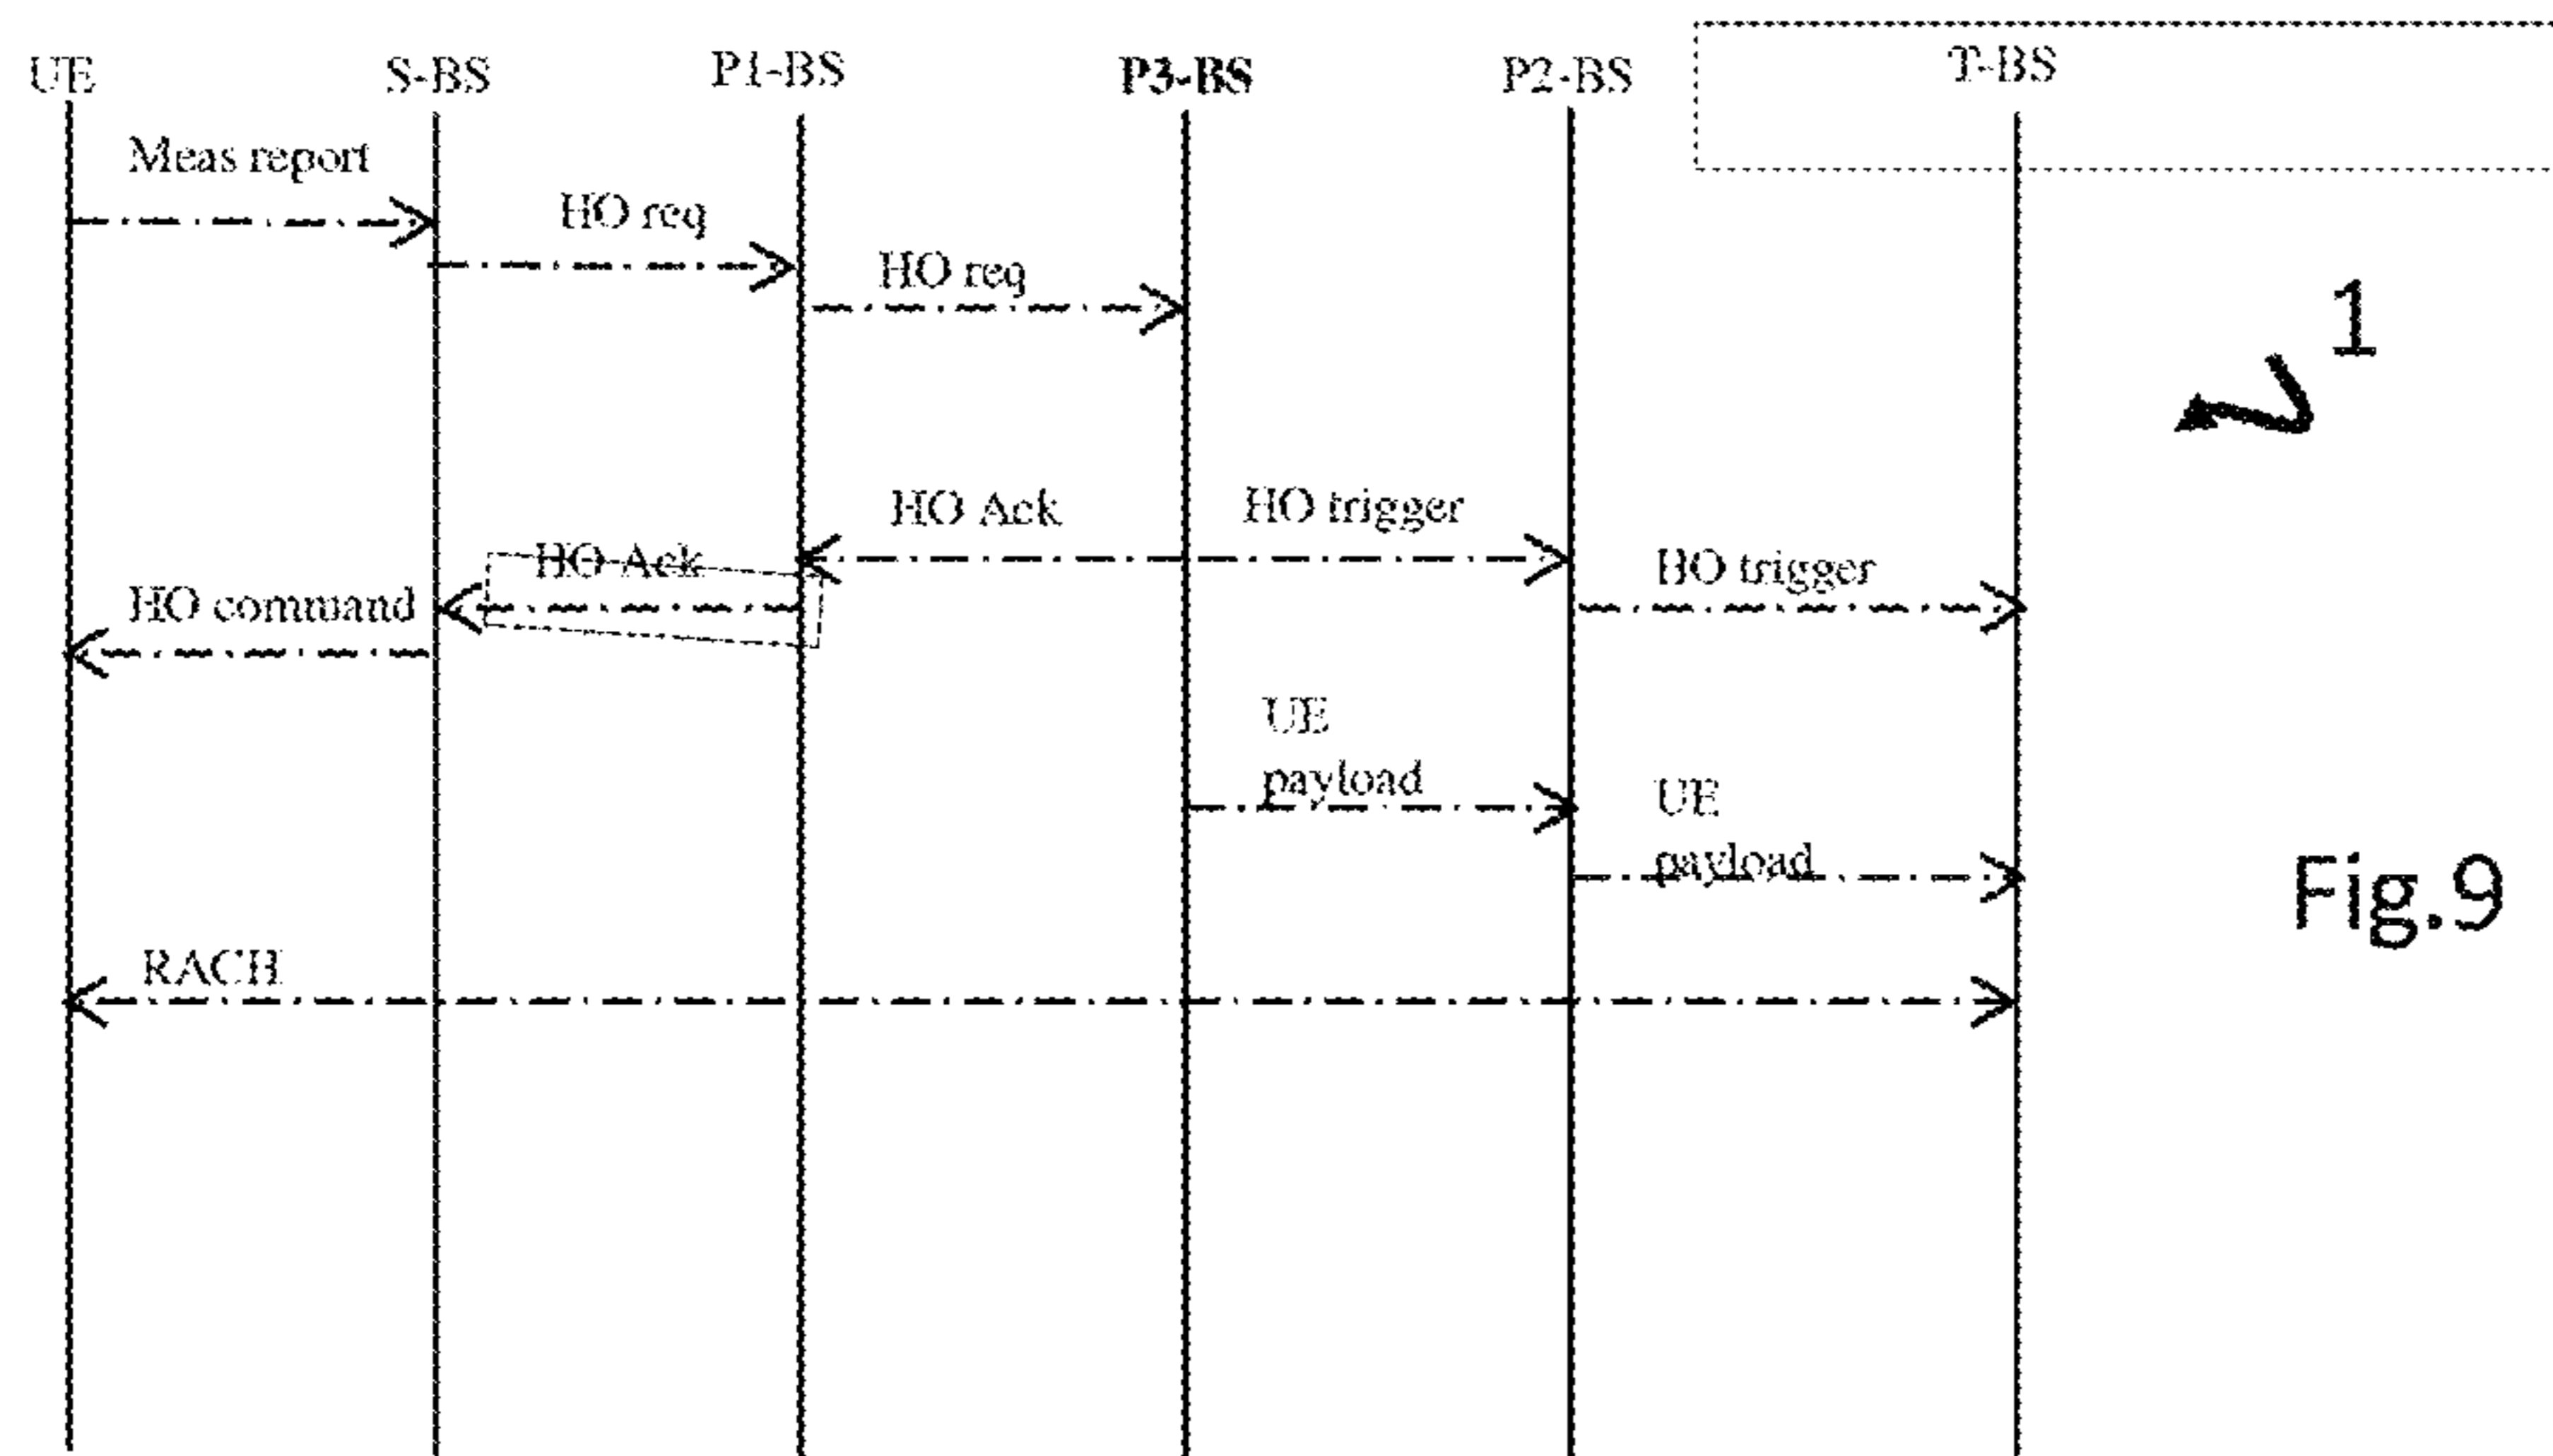 UE S-BS P1-BS P3-BS P2-BS T-BS
Meas report
HO req
HO req
1
HO Ack HO trigger
HO Ack HO trigger
HO command
UE
payload
UE
payload
Fig.9
RACH